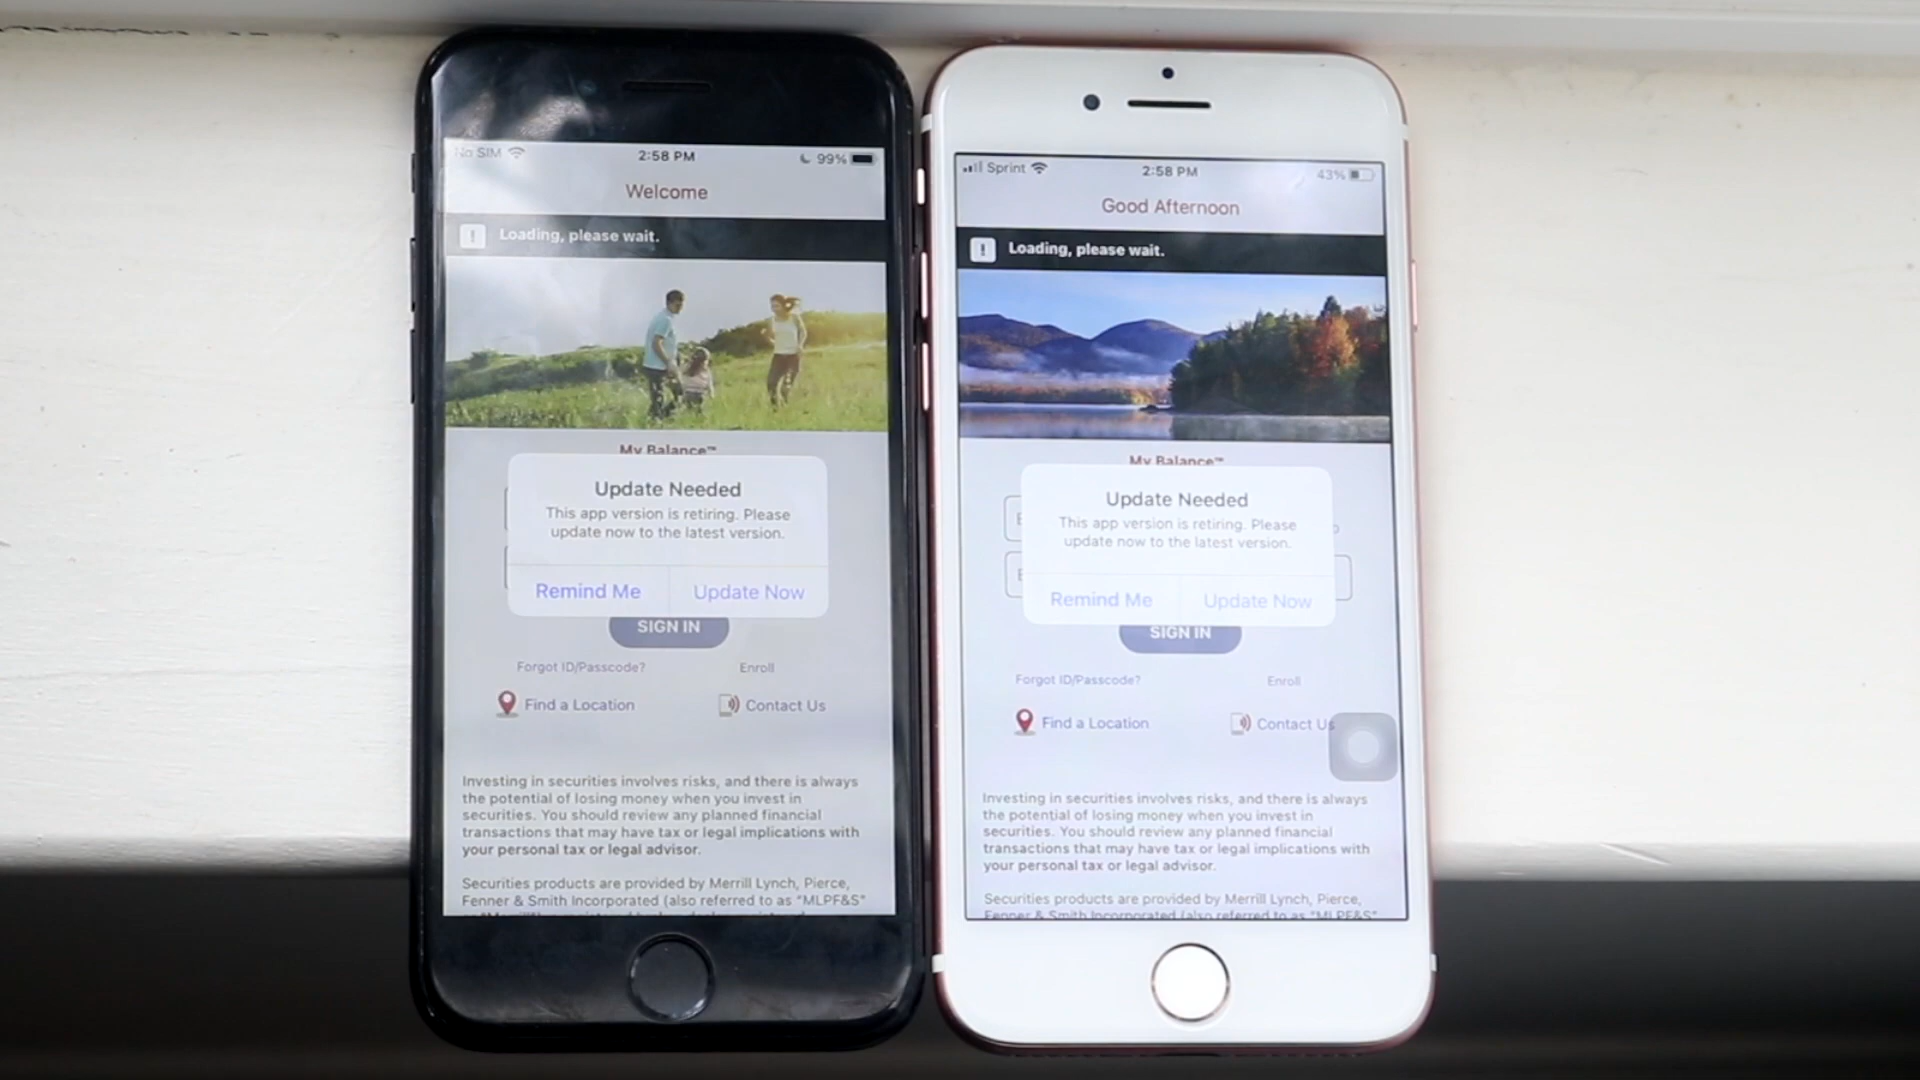 No SIM 2:58 PM 99%
Welcome
Loading, please wait.
My Balance™
Update Needed
This app version is retiring. Please
update now to the latest version.
Remind Me Update Now
SIGN IN
Forgot ID/Passcode? Enroll
Find a Location Contact Us
Investing in securities involves risks, and there is always
the potential of losing money when you invest in
securities. You should review any planned financial
transactions that may have tax or legal implications with
your personal tax or legal advisor.
Securities products are provided by Merrill Lynch, Pierce,
Fenner & Smith Incorporated (also referred to as "MLPF&S"
Sprint 2:58 PM 43%
Good Afternoon
Loading, please wait.
My Balance™
Update Needed
This app version is retiring. Please
update now to the latest version.
Remind Me Update Now
SIGN IN
Forgot ID/Passcode? Enroll
Find a Location Contact Us
Investing in securities involves risks, and there is always
the potential of losing money when you invest in
securities. You should review any planned financial
transactions that may have tax or legal implications with
your personal tax or legal advisor.
Securities products are provided by Merrill Lynch, Pierce,
Fenner & Smith Incorporated (also referred to as "MLPF&S"